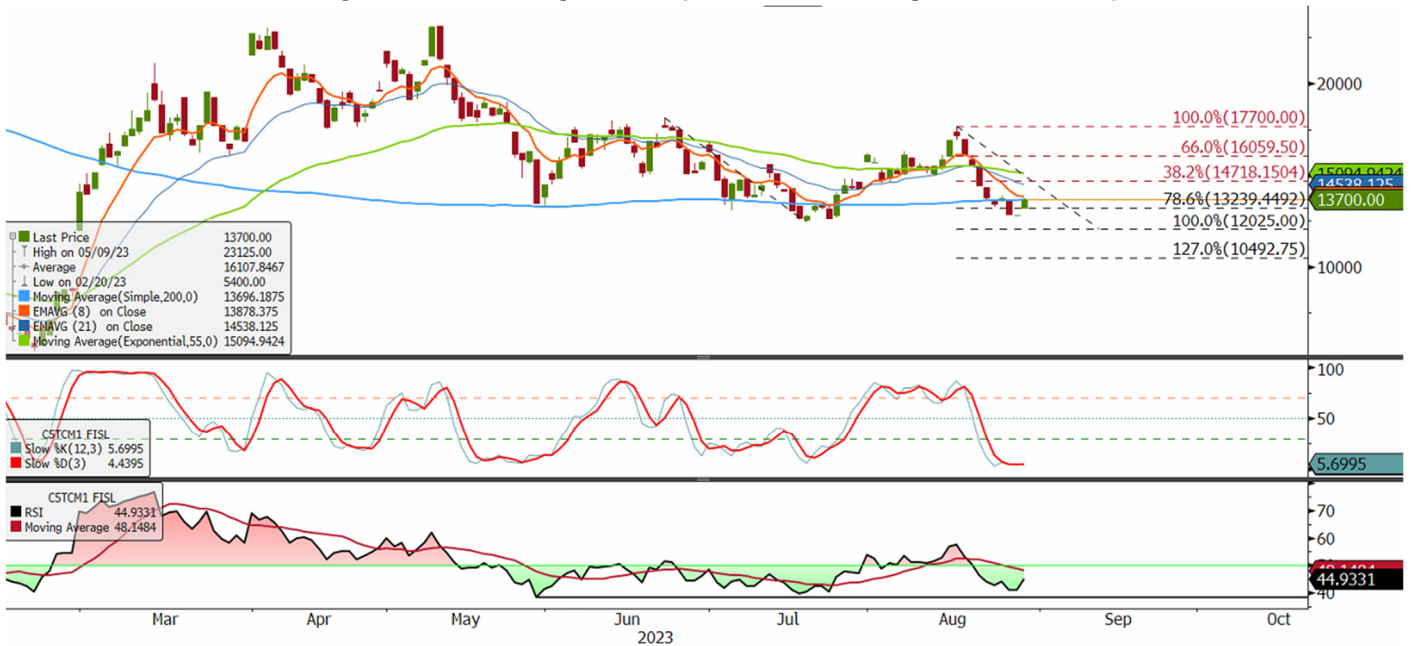 20000
10000
100.0%(17700.00)
66.0%(16059.50)
38.2%(14718.1504)
78.6%(13239.4492)
100.0%(12025.00)
127.0%(10492.75)
15094.9424
14538.125
13700.00
Last Price 13700.00
High on 05/09/23 23125.00
Average 16107.8467
Low on 02/20/23 5400.00
Moving Average(Simple,200,0) 13696.1875
EMAVG (8) on Close 13878.375
EMAVG (21) on Close 14538.125
Moving Average(Exponential,55,0) 15094.9424
100
50
5.6995
C5TCM1 FISL
Slow %K(12,3) 5.6995
Slow %D(3) 4.4395
C5TCM1 FISL
RSI 44.9331
Moving Average 48.1484
70
60
48.1484
44.9331
40
Mar Apr May Jun Jul Aug Sep Oct
2023